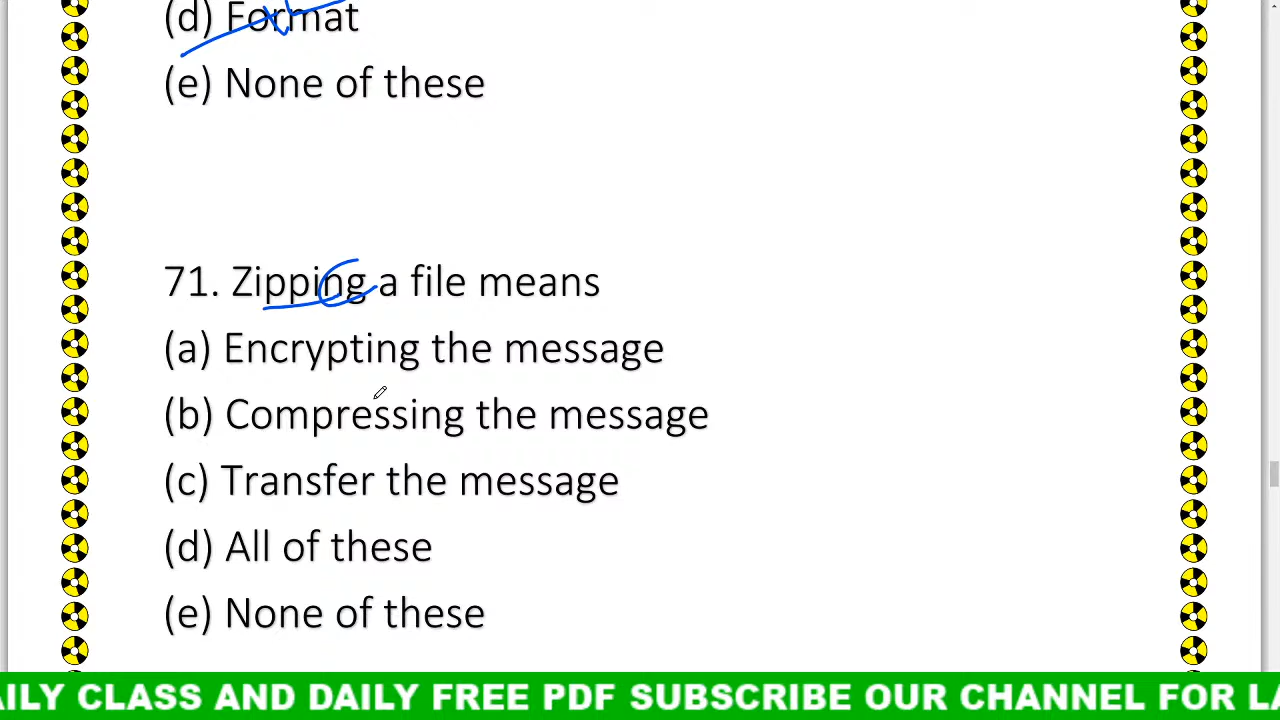 (d) Format
(e) None of these
71. Zipping a file means
(a) Encrypting the message
(b) Compressing the message
(c) Transfer the message
(d) All of these
(e) None of these
AILY CLASS AND DAILY FREE PDF SUBSCRIBE OUR CHANNEL FOR LA